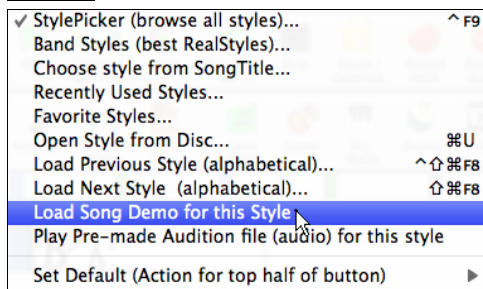 ✓ StylePicker (browse all styles)... ^ F9
Band Styles (best RealStyles)...
Choose style from SongTitle...
Recently Used Styles...
Favorite Styles...
Open Style from Disc... ⌘U
Load Previous Style (alphabetical)... ^⇧⌘F8
Load Next Style (alphabetical)... ⇧⌘F8
Load Song Demo for this Style
Play Pre-made Audition file (audio) for this style
Set Default (Action for top half of button) ▶